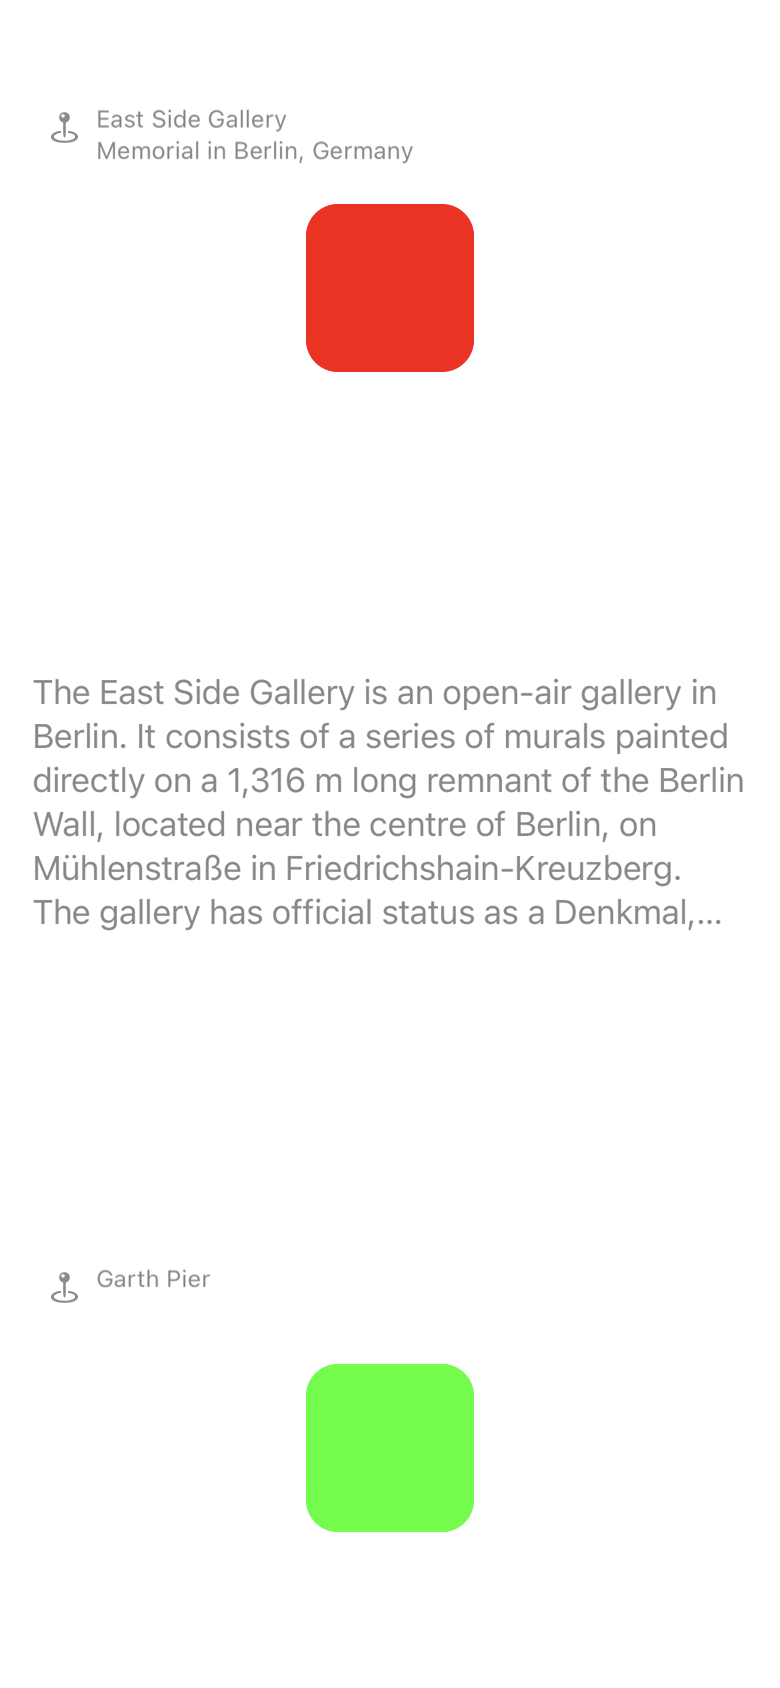 East Side Gallery
Memorial in Berlin, Germany
The East Side Gallery is an open-air gallery in
Berlin. It consists of a series of murals painted
directly on a 1,316 m long remnant of the Berlin
Wall, located near the centre of Berlin, on
Mühlenstraße in Friedrichshain-Kreuzberg.
The gallery has official status as a Denkmal,...
Garth Pier